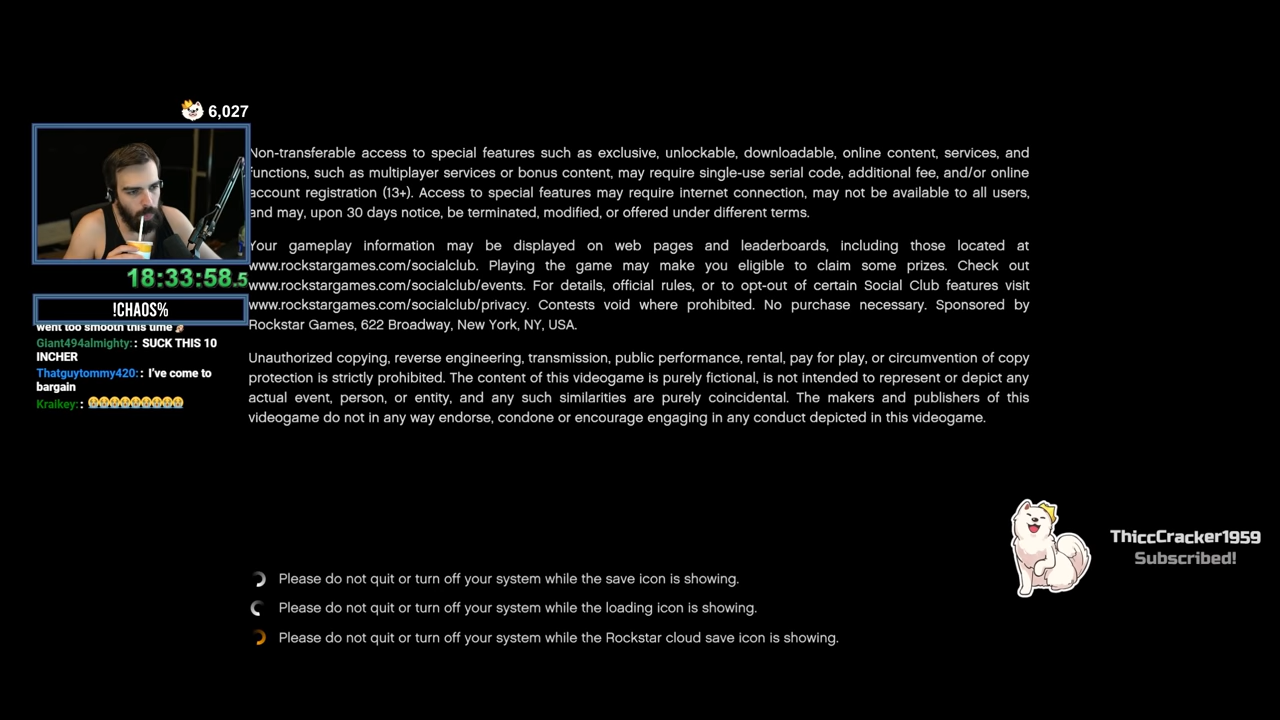 6,027
18:33:58.5
!CHAOS%
went too smooth this time
Giant494almighty:: SUCK THIS 10
INCHER
Thatguytommy420:: I've come to
bargain
Kraikey::
Non-transferable access to special features such as exclusive, unlockable, downloadable, online content, services, and
functions, such as multiplayer services or bonus content, may require single-use serial code, additional fee, and/or online
account registration (13+). Access to special features may require internet connection, may not be available to all users,
and may, upon 30 days notice, be terminated, modified, or offered under different terms.
Your gameplay information may be displayed on web pages and leaderboards, including those located at
www.rockstargames.com/socialclub. Playing the game may make you eligible to claim some prizes. Check out
www.rockstargames.com/socialclub/events. For details, official rules, or to opt-out of certain Social Club features visit
www.rockstargames.com/socialclub/privacy. Contests void where prohibited. No purchase necessary. Sponsored by
Rockstar Games, 622 Broadway, New York, NY, USA.
Unauthorized copying, reverse engineering, transmission, public performance, rental, pay for play, or circumvention of copy
protection is strictly prohibited. The content of this videogame is purely fictional, is not intended to represent or depict any
actual event, person, or entity, and any such similarities are purely coincidental. The makers and publishers of this
videogame do not in any way endorse, condone or encourage engaging in any conduct depicted in this videogame.
ThiccCracker1959
Subscribed!
Please do not quit or turn off your system while the save icon is showing.
Please do not quit or turn off your system while the loading icon is showing.
Please do not quit or turn off your system while the Rockstar cloud save icon is showing.